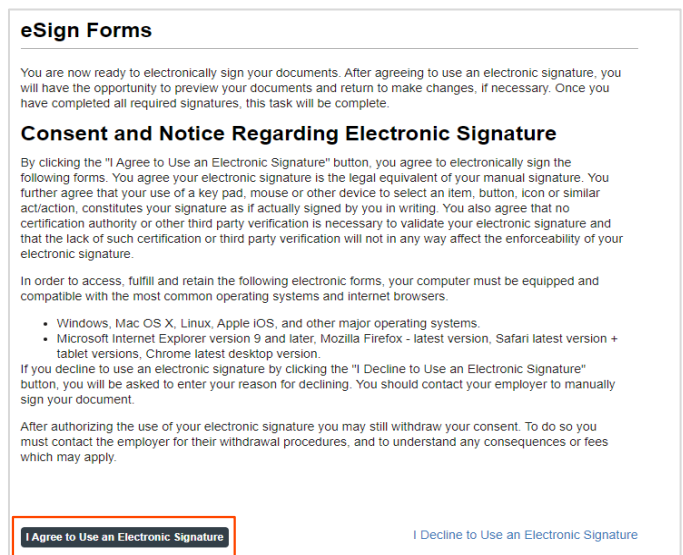 eSign Forms
You are now ready to electronically sign your documents. After agreeing to use an electronic signature, you
will have the opportunity to preview your documents and return to make changes, if necessary. Once you
have completed all required signatures, this task will be complete.
Consent and Notice Regarding Electronic Signature
By clicking the "I Agree to Use an Electronic Signature" button, you agree to electronically sign the
following forms. You agree your electronic signature is the legal equivalent of your manual signature. You
further agree that your use of a key pad, mouse or other device to select an item, button, icon or similar
act/action, constitutes your signature as if actually signed by you in writing. You also agree that no
certification authority or other third party verification is necessary to validate your electronic signature and
that the lack of such certification or third party verification will not in any way affect the enforceability of your
electronic signature.
In order to access, fulfill and retain the following electronic forms, your computer must be equipped and
compatible with the most common operating systems and internet browsers.
• Windows, Mac OS X, Linux, Apple iOS, and other major operating systems.
• Microsoft Internet Explorer version 9 and later, Mozilla Firefox - latest version, Safari latest version +
tablet versions, Chrome latest desktop version.
If you decline to use an electronic signature by clicking the "I Decline to Use an Electronic Signature"
button, you will be asked to enter your reason for declining. You should contact your employer to manually
sign your document.
After authorizing the use of your electronic signature you may still withdraw your consent. To do so you
must contact the employer for their withdrawal procedures, and to understand any consequences or fees
which may apply.
I Agree to Use an Electronic Signature
I Decline to Use an Electronic Signature